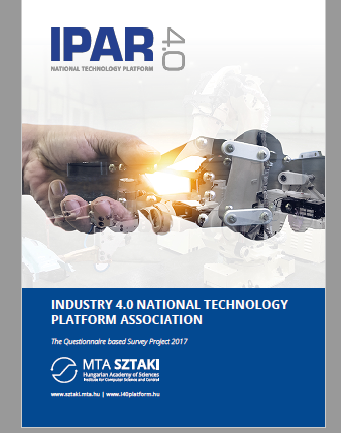 IPAR 4.0
NATIONAL TECHNOLOGY PLATFORM
INDUSTRY 4.0 NATIONAL TECHNOLOGY
PLATFORM ASSOCIATION
The Questionnaire based Survey Project 2017
MTA SZTAKI
Hungarian Academy of Sciences
Institute for Computer Science and Control
www.sztaki.mta.hu | www.i40platform.hu